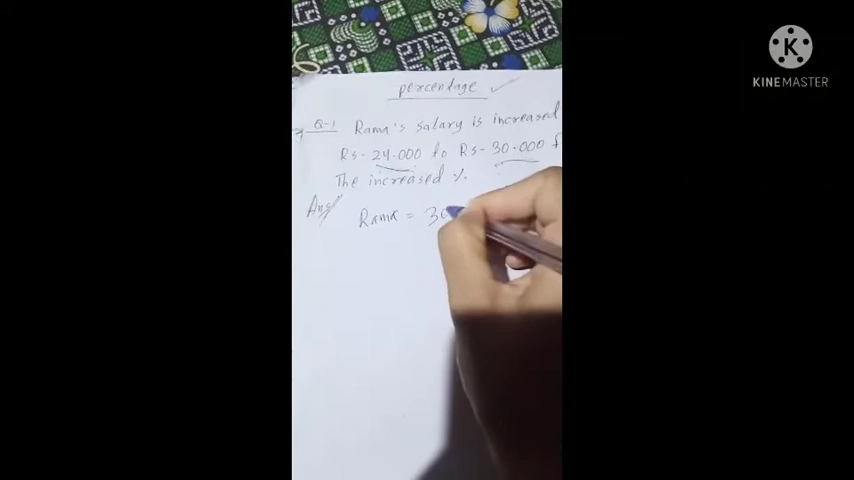 K
KINEMASTER
percentage
Q-1 Rama's salary is increased
Rs- 24.000 to Rs- 30.000 f
The increased %.
Ans Rama = 30